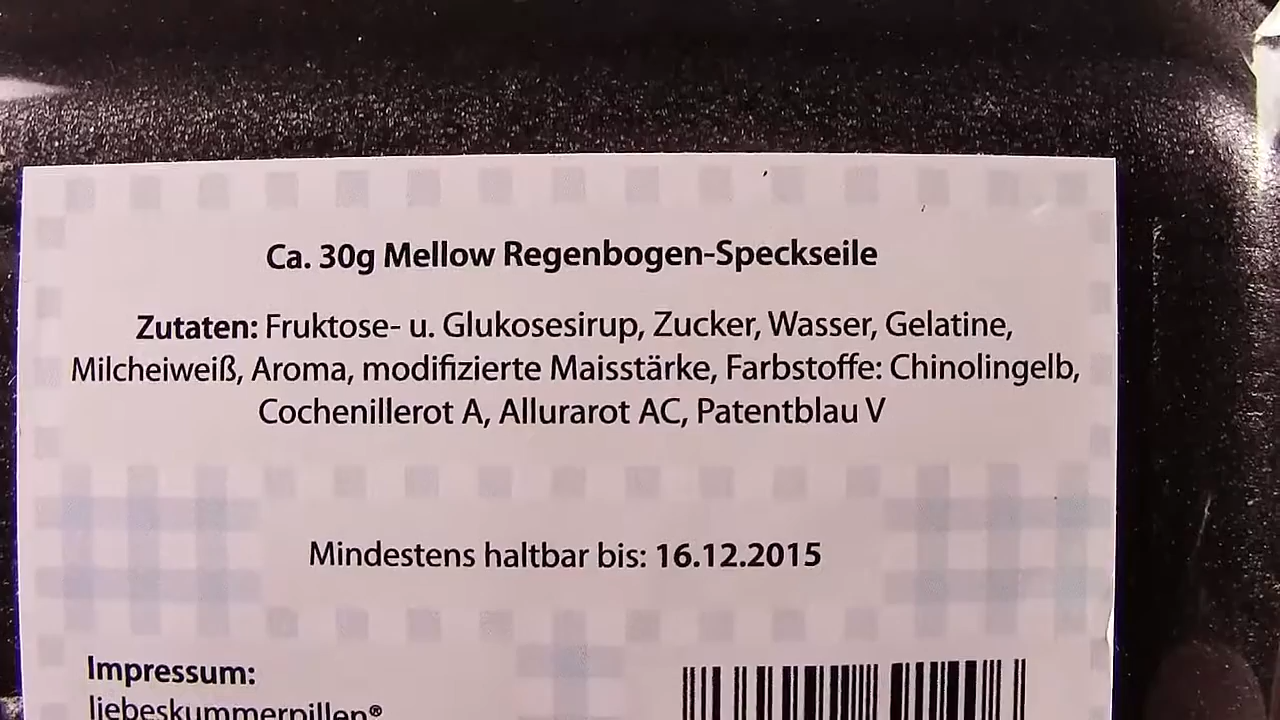 Ca. 30g Mellow Regenbogen-Speckseile
Zutaten: Fruktose- u. Glukosesirup, Zucker, Wasser, Gelatine,
Milcheiweiß, Aroma, modifizierte Maisstärke, Farbstoffe: Chinolingelb,
Cochenillerot A, Allurarot AC, Patentblau V
Mindestens haltbar bis: 16.12.2015
Impressum:
liebeskummerpillen®